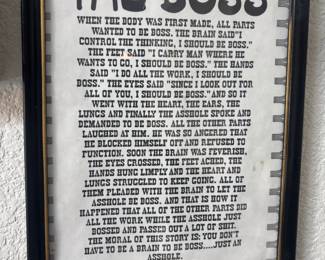 THE BOSS
WHEN THE BODY WAS FIRST MADE, ALL PARTS
WANTED TO BE BOSS. THE BRAIN SAID "I
CONTROL THE THINKING, I SHOULD BE BOSS."
THE FEET SAID "I CARRY MAN WHERE HE
WANTS TO GO, I SHOULD BE BOSS." THE HANDS
SAID "I DO ALL THE WORK, I SHOULD BE
BOSS." THE EYES SAID "SINCE I LOOK OUT FOR
ALL OF YOU, I SHOULD BE BOSS." AND SO IT
WENT WITH THE HEART, THE EARS, THE
LUNGS AND FINALLY THE ASSHOLE SPOKE AND
DEMANDED TO BE BOSS. ALL THE OTHER PARTS
LAUGHED AT HIM. HE WAS SO ANGERED THAT
HE BLOCKED HIMSELF OFF AND REFUSED TO
FUNCTION. SOON THE BRAIN WAS FEVERISH,
THE EYES CROSSED, THE FEET ACHED, THE
HANDS HUNG LIMPLY AND THE HEART AND
LUNGS STRUGGLED TO KEEP GOING. ALL OF
THEM PLEADED WITH THE BRAIN TO LET THE
ASSHOLE BE BOSS. AND THAT IS HOW IT
HAPPENED THAT ALL OF THE OTHER PARTS DID
ALL THE WORK WHILE THE ASSHOLE JUST
BOSSED AND PASSED OUT A LOT OF SHIT.
THE MORAL OF THIS STORY IS: YOU DON'T
HAVE TO BE A BRAIN TO BE BOSS.....JUST AN
ASSHOLE.